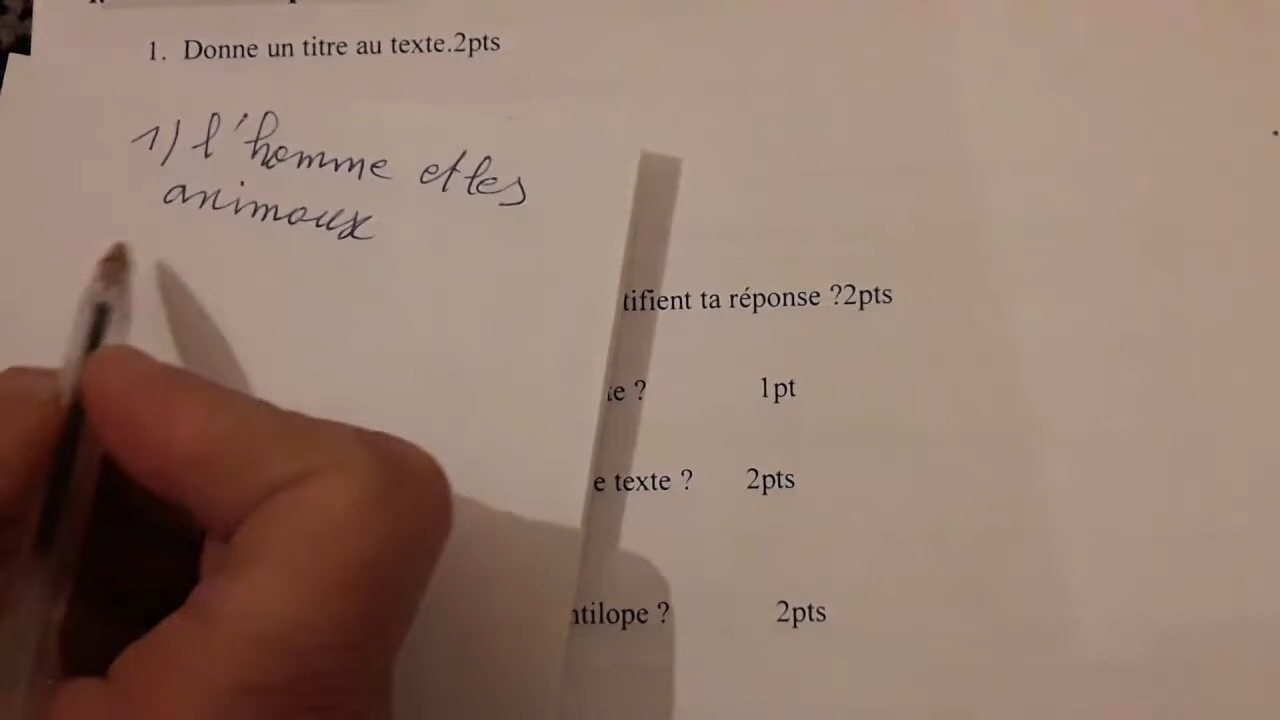 1. Donne un titre au texte.2pts
1) l'homme et les
animaux
tifient ta réponse ?2pts
te ? 1pt
e texte ? 2pts
ntilope ? 2pts